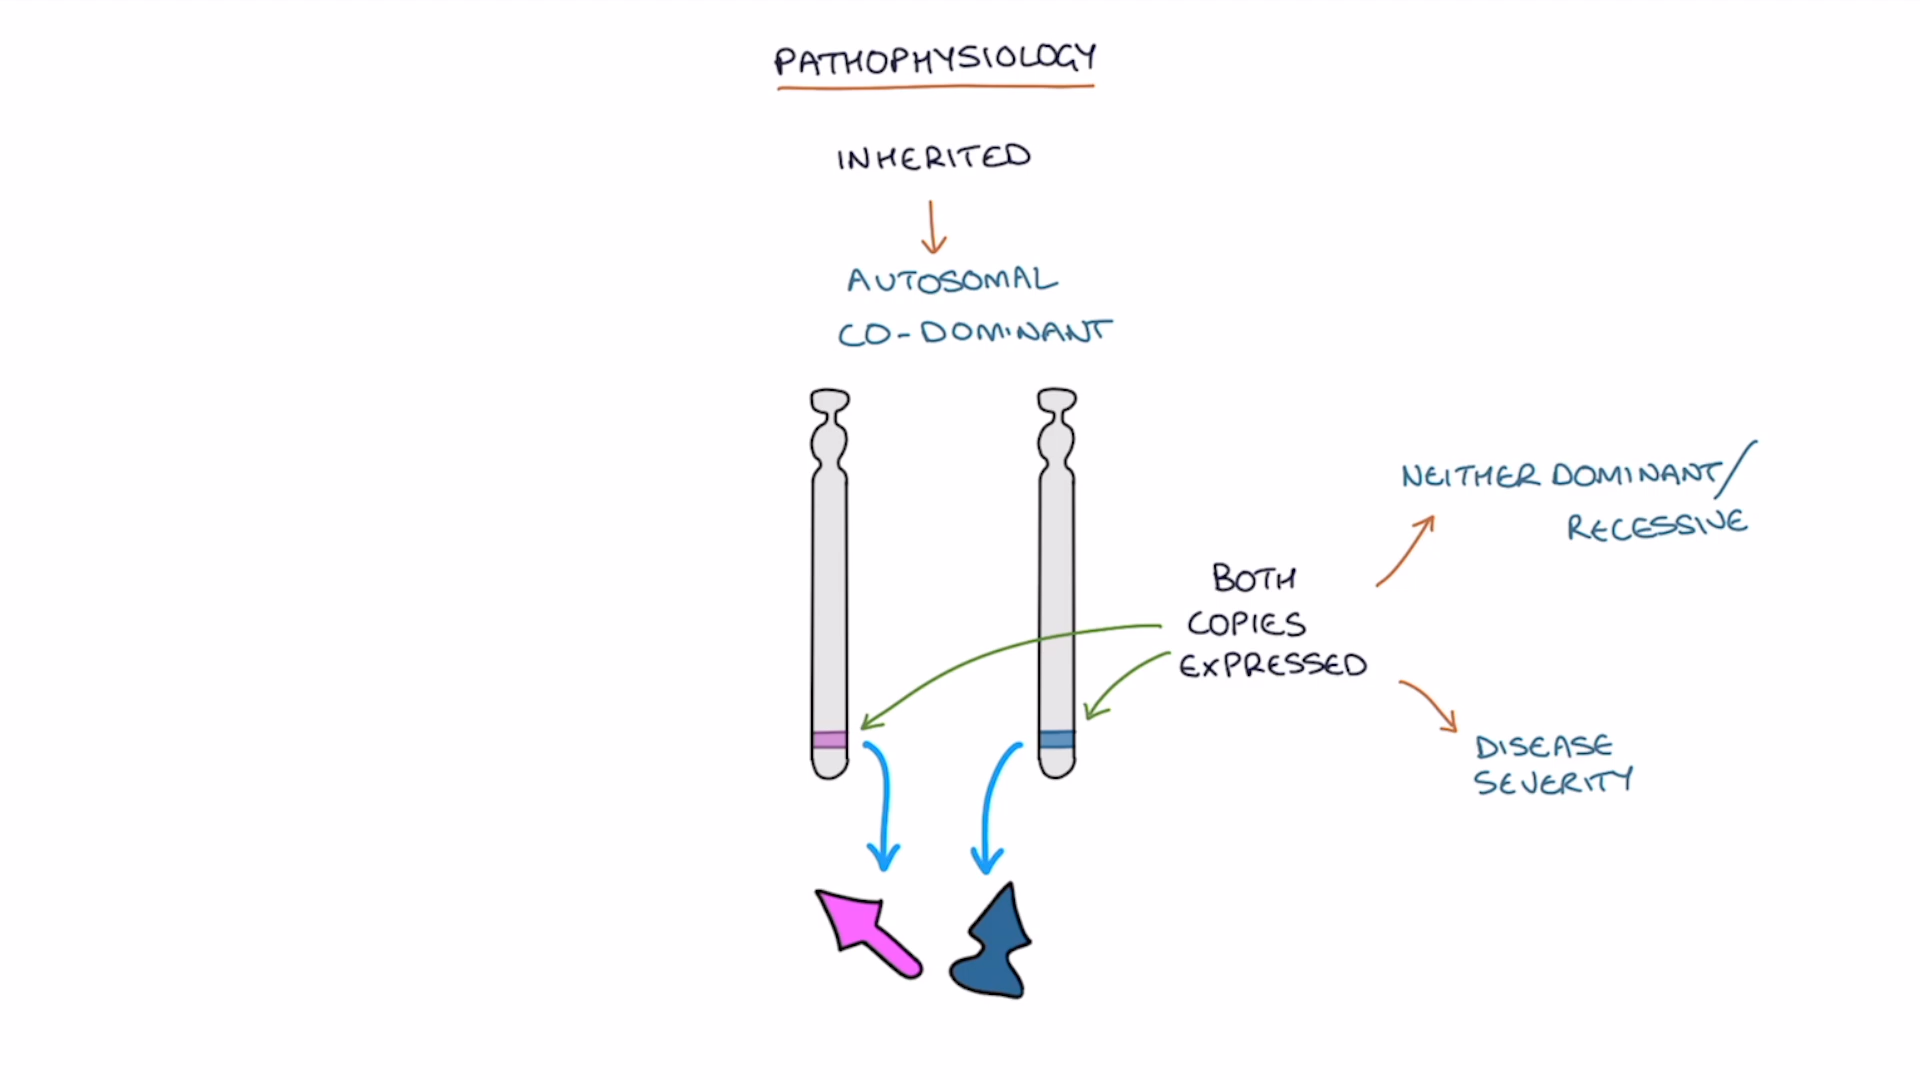 PATHOPHYSIOLOGY
INHERITED
AUTOSOMAL
CO-DOMINANT
NEITHER DOMINANT/
RECESSIVE
BOTH
COPIES
EXPRESSED
DISEASE
SEVERITY